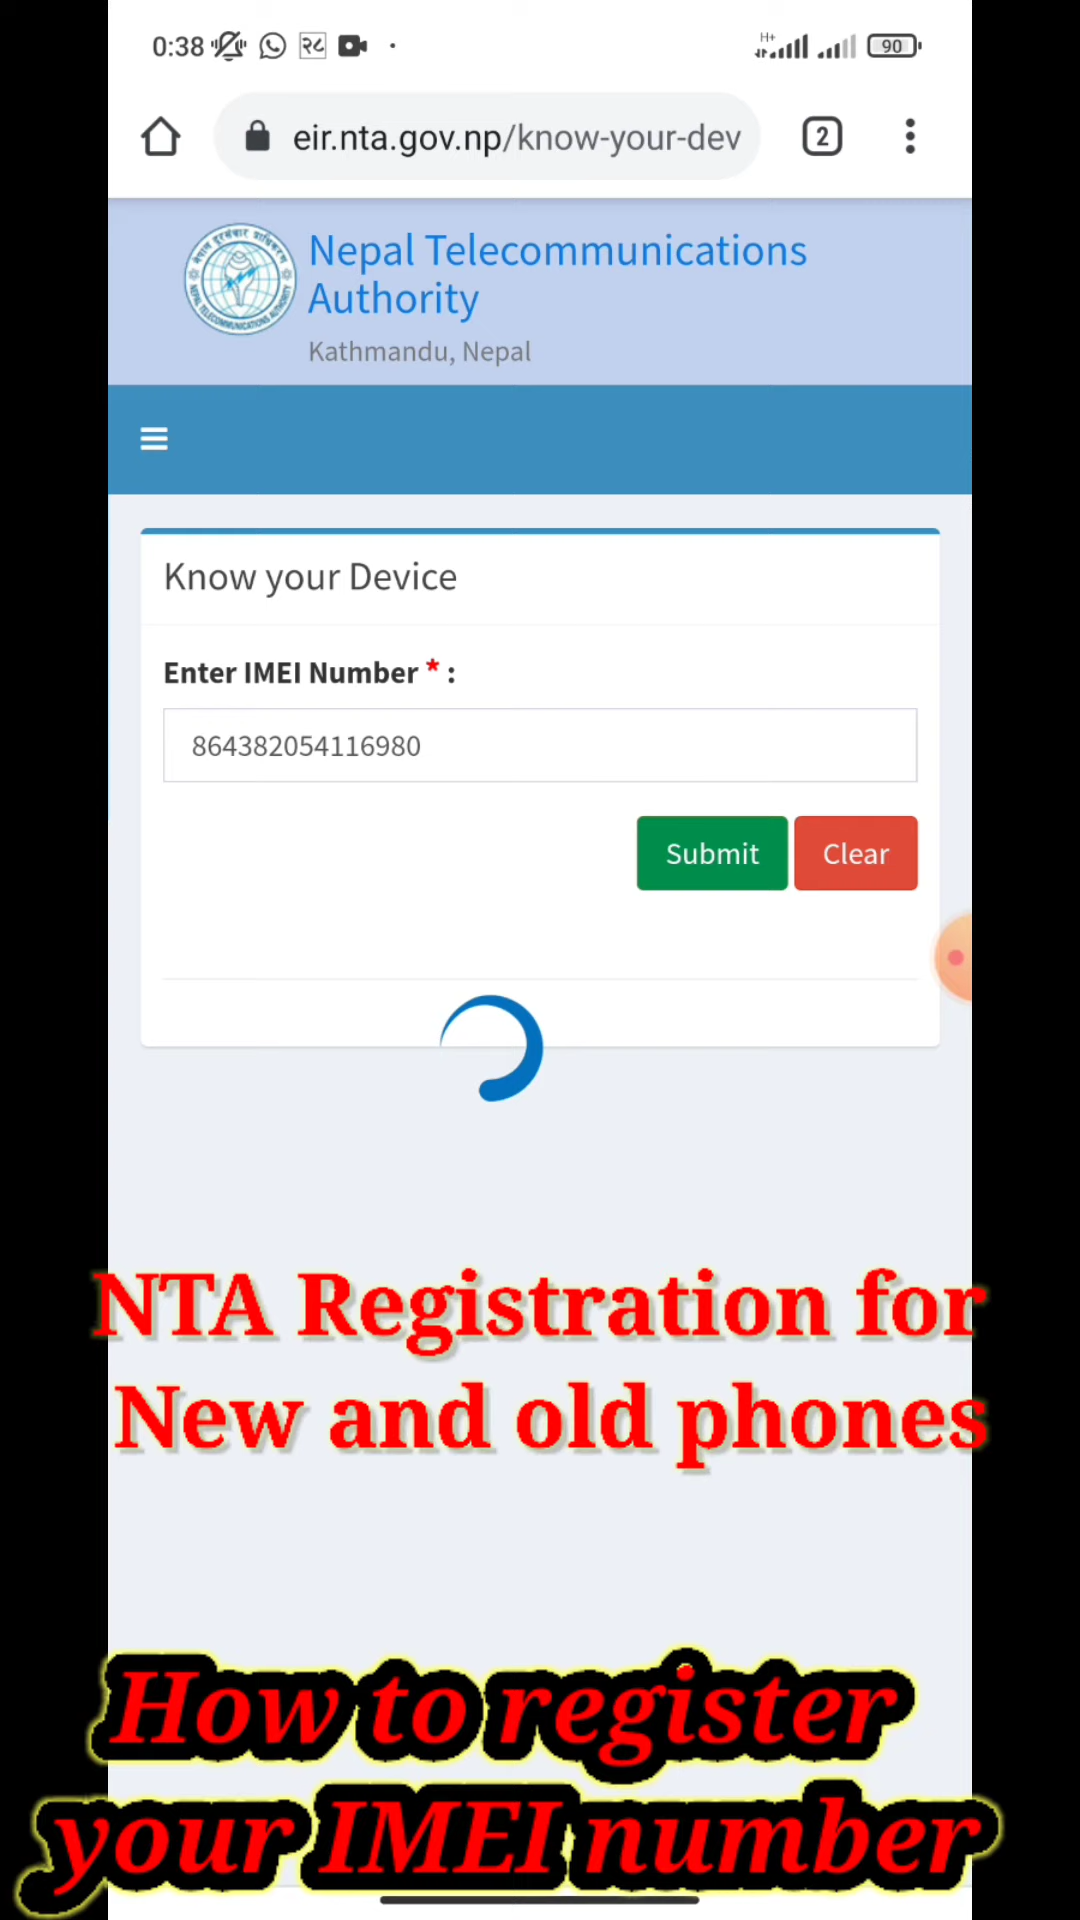 0:38 २८ H+ 90
eir.nta.gov.np/know-your-dev 2
Nepal Telecommunications
Authority
Kathmandu, Nepal
Know your Device
Enter IMEI Number * :
864382054116980
Submit Clear
NTA Registration for
New and old phones
How to register
your IMEI number